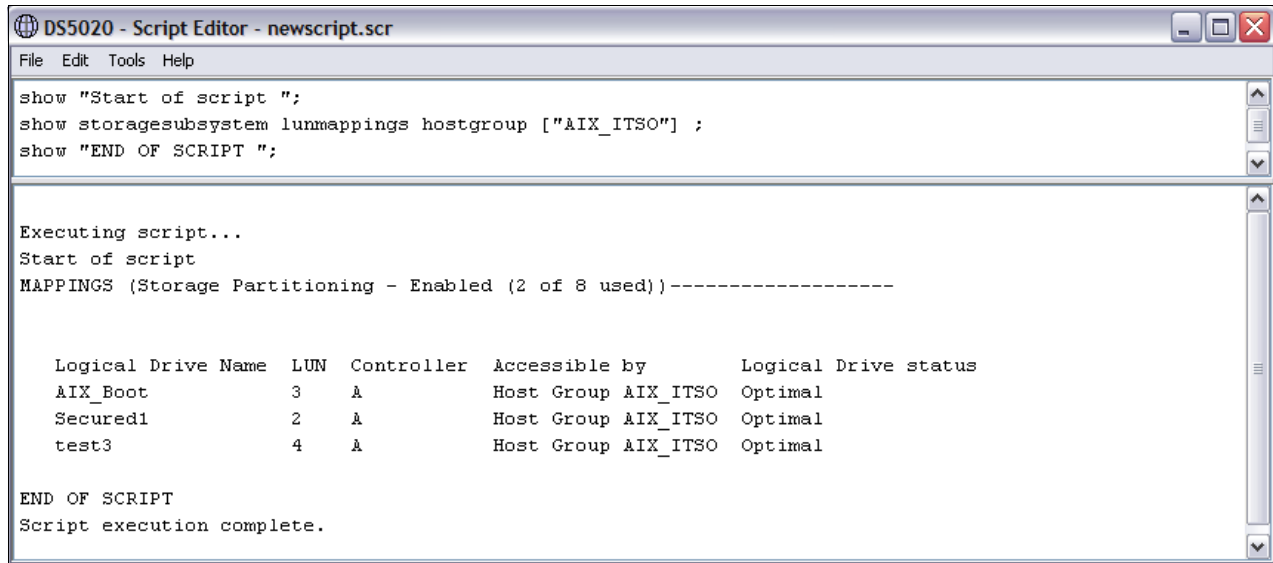 DS5020 - Script Editor - newscript.scr
File Edit Tools Help
show "Start of script ";
show storagesubsystem lunmappings hostgroup ["AIX_ITSO"] ;
show "END OF SCRIPT ";
Executing script...
Start of script
MAPPINGS (Storage Partitioning - Enabled (2 of 8 used))-------------------
Logical Drive Name LUN Controller Accessible by Logical Drive status
AIX_Boot 3 A Host Group AIX_ITSO Optimal
Secured1 2 A Host Group AIX_ITSO Optimal
test3 4 A Host Group AIX_ITSO Optimal
END OF SCRIPT
Script execution complete.